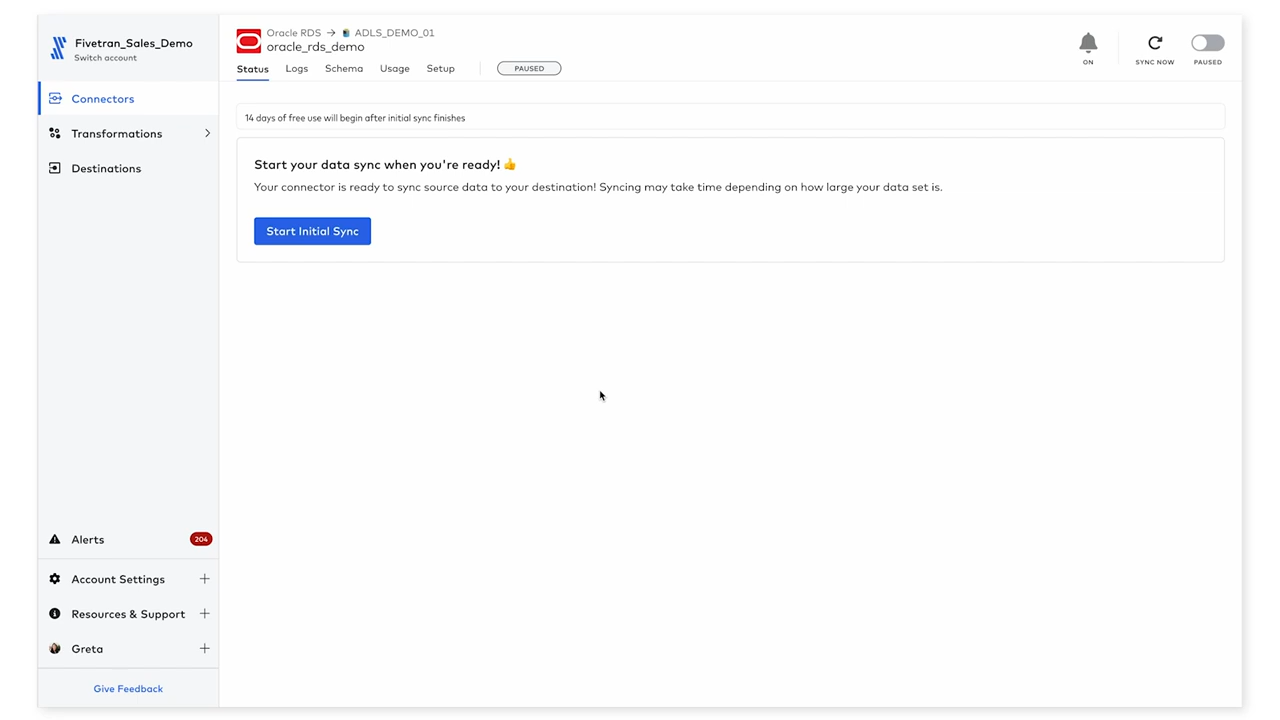 Fivetran_Sales_Demo
Switch account
Connectors
Transformations
Destinations
Alerts
204
Account Settings
Resources & Support
Greta
Give Feedback
Oracle RDS → ADLS_DEMO_01
oracle_rds_demo
Status Logs Schema Usage Setup PAUSED
ON SYNC NOW PAUSED
14 days of free use will begin after initial sync finishes
Start your data sync when you're ready! 👍
Your connector is ready to sync source data to your destination! Syncing may take time depending on how large your data set is.
Start Initial Sync